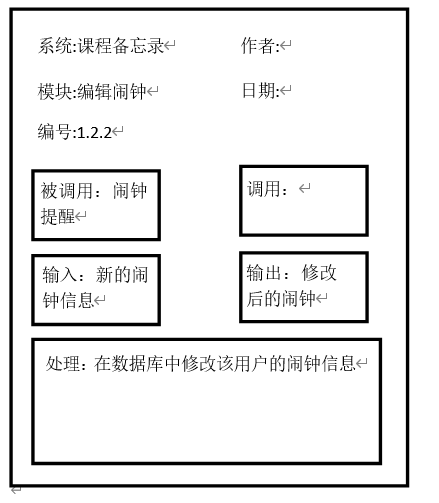 系统:课程备忘录
作者:
模块:编辑闹钟
日期:
编号:1.2.2
被调用：闹钟
提醒
调用：
输入：新的闹
钟信息
输出：修改
后的闹钟
处理：在数据库中修改该用户的闹钟信息